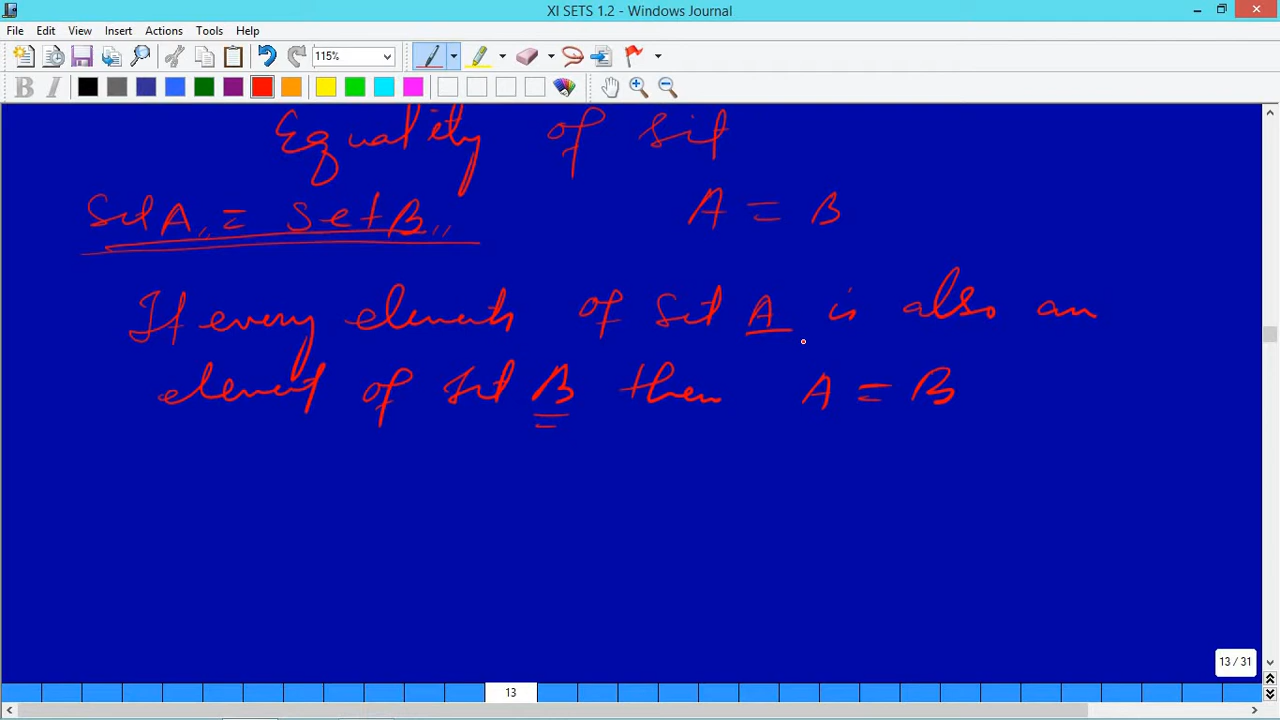 XI SETS 1.2 - Windows Journal
File Edit View Insert Actions Tools Help
115%
B I
Equality of Set
Set A,, = Set B,, A = B
If every elements of Set A is also an
element of Set B then A = B
13 / 31
13